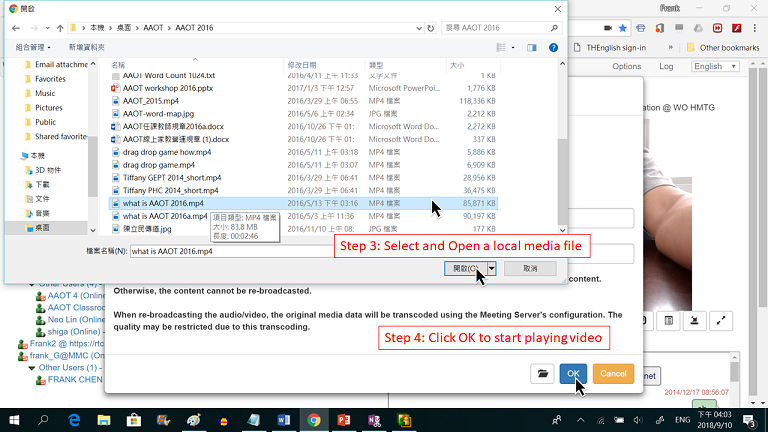 開啟
Frank
本機 › 桌面 › AAOT › AAOT 2016
搜尋 AAOT 2016
組合管理
新增資料夾
THEnglish sign-in
»
Other bookmarks
Options
Log
English
名稱
修改日期
類型
大小
Email attachme
Favorites
Music
Pictures
Public
Shared favorite
本機
3D 物件
下載
文件
音樂
桌面
AAOT Word Count 1024.txt 2016/4/11 上午 11:33 文字文件 1 KB
AAOT workshop 2016.pptx 2017/1/3 下午 12:57 Microsoft PowerPoi... 1,776 KB
AAOT_2015.mp4 2016/3/29 上午 06:55 MP4 檔案 118,336 KB
AAOT-word-map.jpg 2016/5/6 上午 02:34 JPG 檔案 2,212 KB
AAOT任課教師規章2016a.docx 2016/10/26 下午 01: Microsoft Word Do... 2,272 KB
AAOT線上家教營運規章 (1).docx 2016/10/26 下午 01: Microsoft Word Do... 337 KB
drag drop game how.mp4 2016/5/11 上午 03:18 MP4 檔案 5,886 KB
drag drop game.mp4 2016/5/11 上午 03:07 MP4 檔案 6,909 KB
Tiffany GEPT 2014_short.mp4 2016/3/29 上午 06:41 MP4 檔案 28,956 KB
Tiffany PHC 2014_short.mp4 2016/3/29 上午 06:41 MP4 檔案 36,475 KB
what is AAOT 2016.mp4 2016/5/13 下午 03:16 MP4 檔案 85,871 KB
what is AAOT 2016a.mp4 2016/5/3 上午 11:36 MP4 檔案 90,197 KB
陳立民傳道.jpg 2016/11/10 上午 08: JPG 檔案 177 KB
項目類型: MP4 檔案
大小: 83.8 MB
長度: 00:02:46
ation @ WO HMTG
Step 3: Select and Open a local media file
檔案名稱(N):
what is AAOT 2016.mp4
開啟(O)
取消
content.
Otherwise, the content cannot be re-broadcasted.
When re-broadcasting the audio/video, the original media data will be transcoded using the Meeting Server's configuration. The
quality may be restricted due to this transcoding.
Step 4: Click OK to start playing video
OK
Cancel
AAOT 4 (Online
AAOT Classroo
Neo Lin (Online
shiga (Online)
Frank2 @ https://rtc
frank_G@MMC (Onlin
Other Users (1) -
FRANK CHEN
net
2014/12/17 08:56:07
ENG
下午 04:03
2018/9/10
3